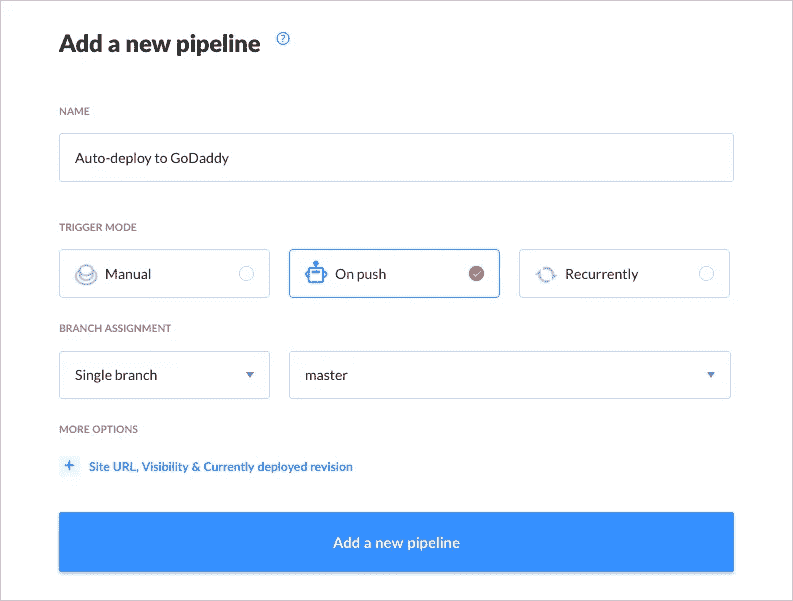 Add a new pipeline ?
NAME
Auto-deploy to GoDaddy
TRIGGER MODE
Manual
On push
Recurrently
BRANCH ASSIGNMENT
Single branch
master
MORE OPTIONS
+ Site URL, Visibility & Currently deployed revision
Add a new pipeline